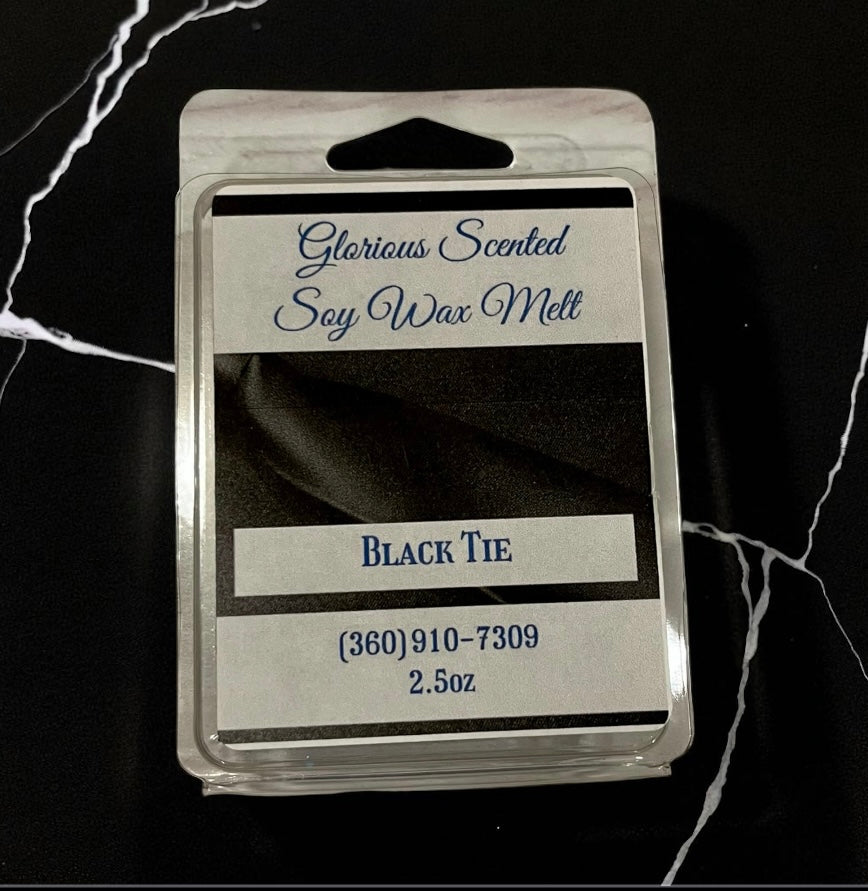 Glorious Scented
Soy Wax Melt
Black Tie
(360)910-7309
2.5oz